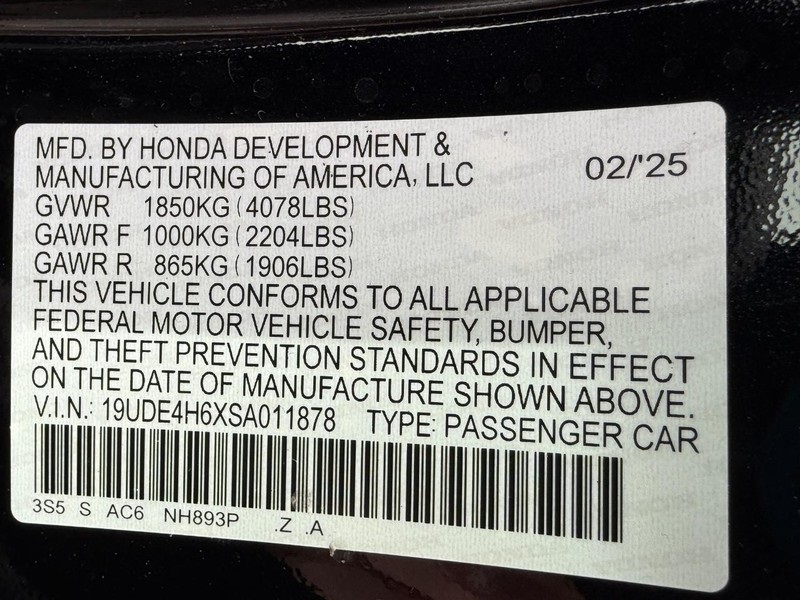 MFD. BY HONDA DEVELOPMENT &
MANUFACTURING OF AMERICA, LLC 02/'25
GVWR 1850KG (4078LBS)
GAWR F 1000KG (2204LBS)
GAWR R 865KG (1906LBS)
THIS VEHICLE CONFORMS TO ALL APPLICABLE
FEDERAL MOTOR VEHICLE SAFETY, BUMPER,
AND THEFT PREVENTION STANDARDS IN EFFECT
ON THE DATE OF MANUFACTURE SHOWN ABOVE.
V.I.N.: 19UDE4H6XSA011878 TYPE: PASSENGER CAR
3S5 S AC6 NH893P .Z .A